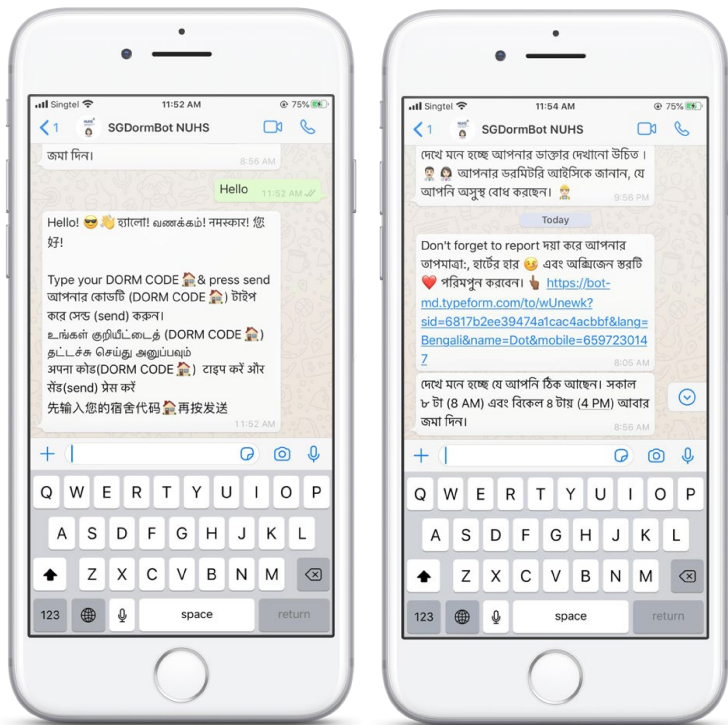 Singtel 11:52 AM 75%
1 SGDormBot NUHS
জমা দিন।
8:56 AM
Hello 11:52 AM
Hello! 😎👋 হ্যালো! வணக்கம்! नमस्कार! 您
好!
Type your DORM CODE 🏠& press send
আপনার কোডটি (DORM CODE 🏠) টাইপ
করে সেন্ড (send) করুন।
உங்கள் குறியீட்டைத் (DORM CODE 🏠)
தட்டச்சு செய்து அனுப்பவும்
अपना कोड(DORM CODE 🏠) टाइप करें और
सेंड(send) प्रेस करें
先输入您的宿舍代码🏠再按发送
11:52 AM
Q W E R T Y U I O P
A S D F G H J K L
Z X C V B N M
123 space return
Singtel 11:54 AM 75%
1 SGDormBot NUHS
দেখে মনে হচ্ছে আপনার ডাক্তার দেখানো উচিত ।
👨‍⚕️ 👩‍⚕️ আপনার ডরমিটরি আইসিকে জানান, যে
আপনি অসুস্থ বোধ করছেন। 👷
9:56 PM
Today
Don't forget to report দয়া করে আপনার
তাপমাত্রা:, হার্টের হার 🤒 এবং অক্সিজেন স্তরটি
❤️ পরিমপুন করবেন। 👆 https://bot-
md.typeform.com/to/wUnewk?
sid=6817b2ee39474a1cac4acbbf&lang=
Bengali&name=Dot&mobile=659723014
7
8:05 AM
দেখে মনে হচ্ছে যে আপনি ঠিক আছেন। সকাল
৮ টা (8 AM) এবং বিকেল ৪ টায় (4 PM) আবার
জমা দিন।
8:56 AM
Q W E R T Y U I O P
A S D F G H J K L
Z X C V B N M
123 space return